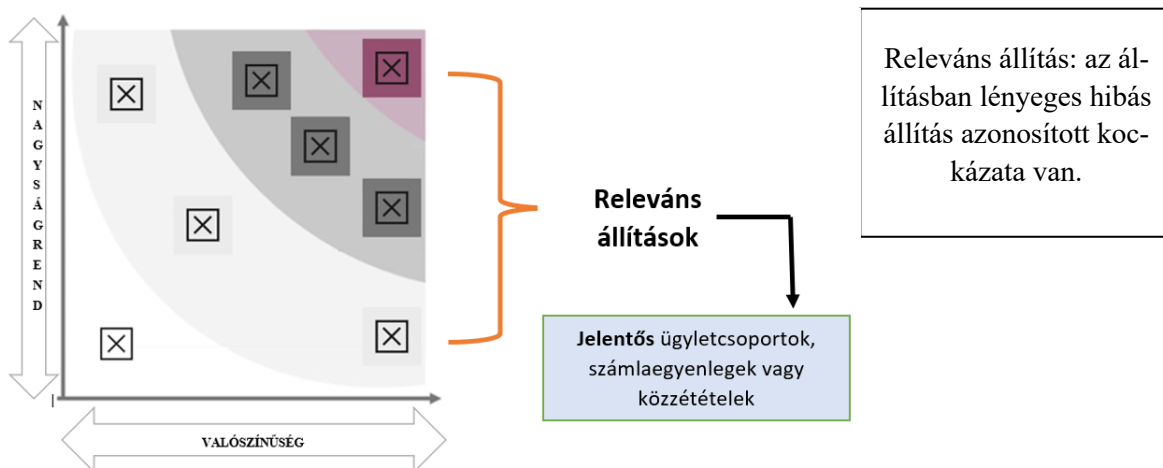 NAGYSÁGREND
VALÓSZÍNŰSÉG
Releváns
állítások
Jelentős ügyletcsoportok,
számlaegyenlegek vagy
közzétételek
Releváns állítás: az ál-
lításban lényeges hibás
állítás azonosított koc-
kázata van.